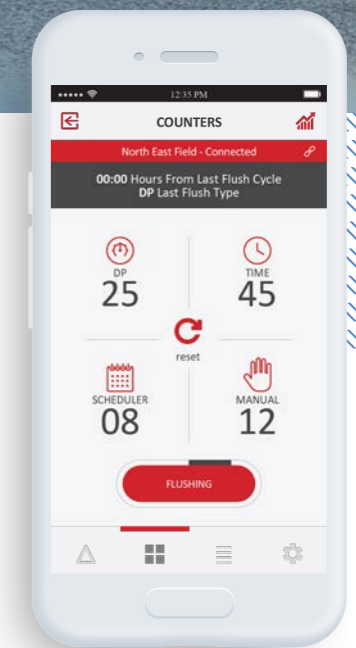 12:35 PM
COUNTERS
North East Field - Connected
00:00 Hours From Last Flush Cycle
DP Last Flush Type
DP
25
TIME
45
reset
SCHEDULER
08
MANUAL
12
FLUSHING